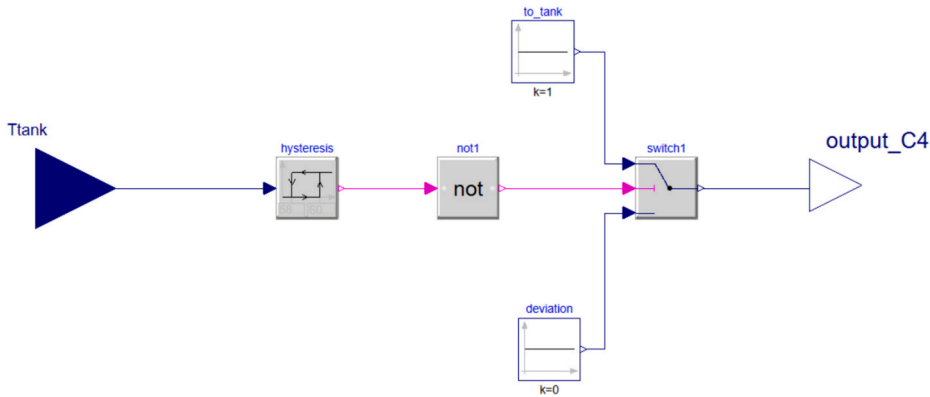 to_tank
k=1
Ttank
hysteresis
not1
switch1
output_C4
not
deviation
k=0